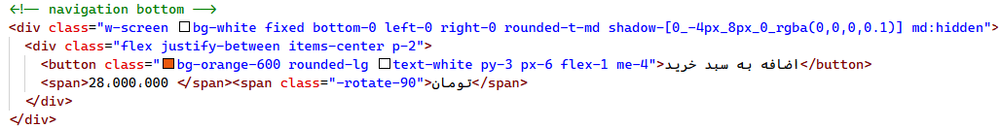 <!-- navigation bottom -->
<div class="w-screen bg-white fixed bottom-0 left-0 right-0 rounded-t-md shadow-[0_-4px_8px_0_rgba(0,0,0,0.1)] md:hidden">
<div class="flex justify-between items-center p-2">
<button class="bg-orange-600 rounded-lg text-white py-3 px-6 flex-1 me-4">اضافه به سبد خرید</button>
<span>28.000.000 </span><span class="-rotate-90">تومان</span>
</div>
</div>